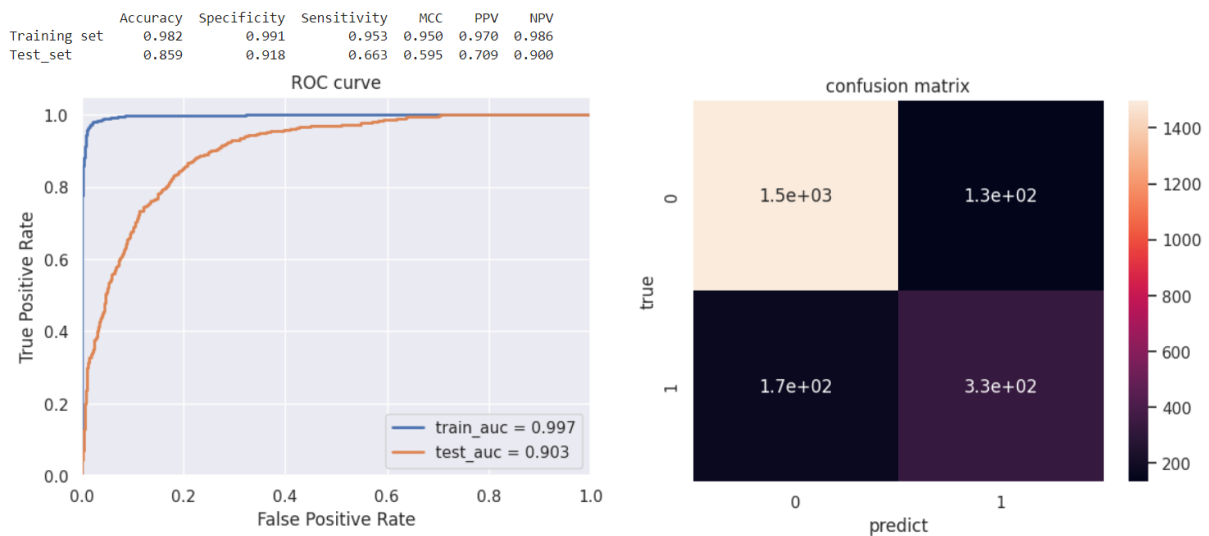 Accuracy Specificity Sensitivity MCC PPV NPV
Training set 0.982 0.991 0.953 0.950 0.970 0.986
Test_set 0.859 0.918 0.663 0.595 0.709 0.900
ROC curve
1.0
0.8
0.6
0.4
0.2
0.0
True Positive Rate
train_auc = 0.997
test_auc = 0.903
0.0 0.2 0.4 0.6 0.8 1.0
False Positive Rate
confusion matrix
true
0
1.5e+03 1.3e+02
1
1.7e+02 3.3e+02
0 1
predict
1400
1200
1000
800
600
400
200